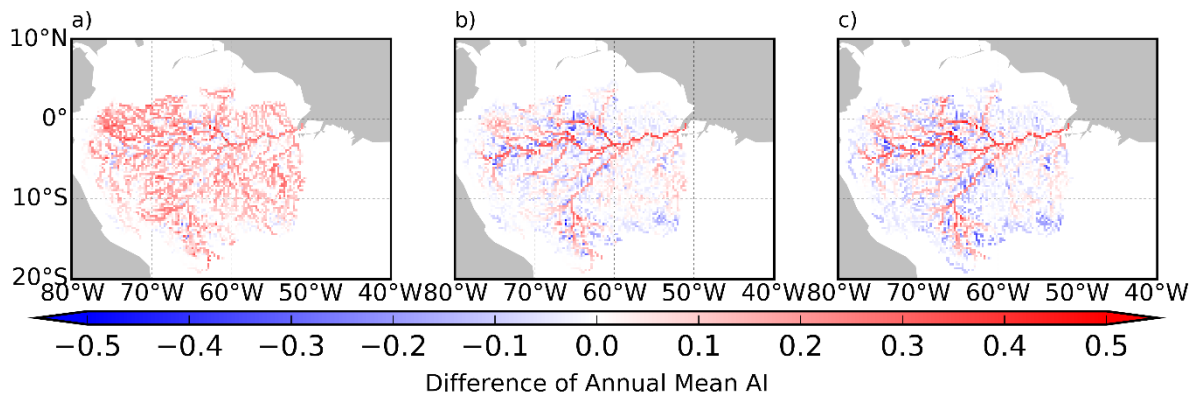 a) b) c)
10°N
0°
10°S
20°S
80°W 70°W 60°W 50°W 40°W 80°W 70°W 60°W 50°W 40°W 80°W 70°W 60°W 50°W 40°W
−0.5 −0.4 −0.3 −0.2 −0.1 0.0 0.1 0.2 0.3 0.4 0.5
Difference of Annual Mean AI